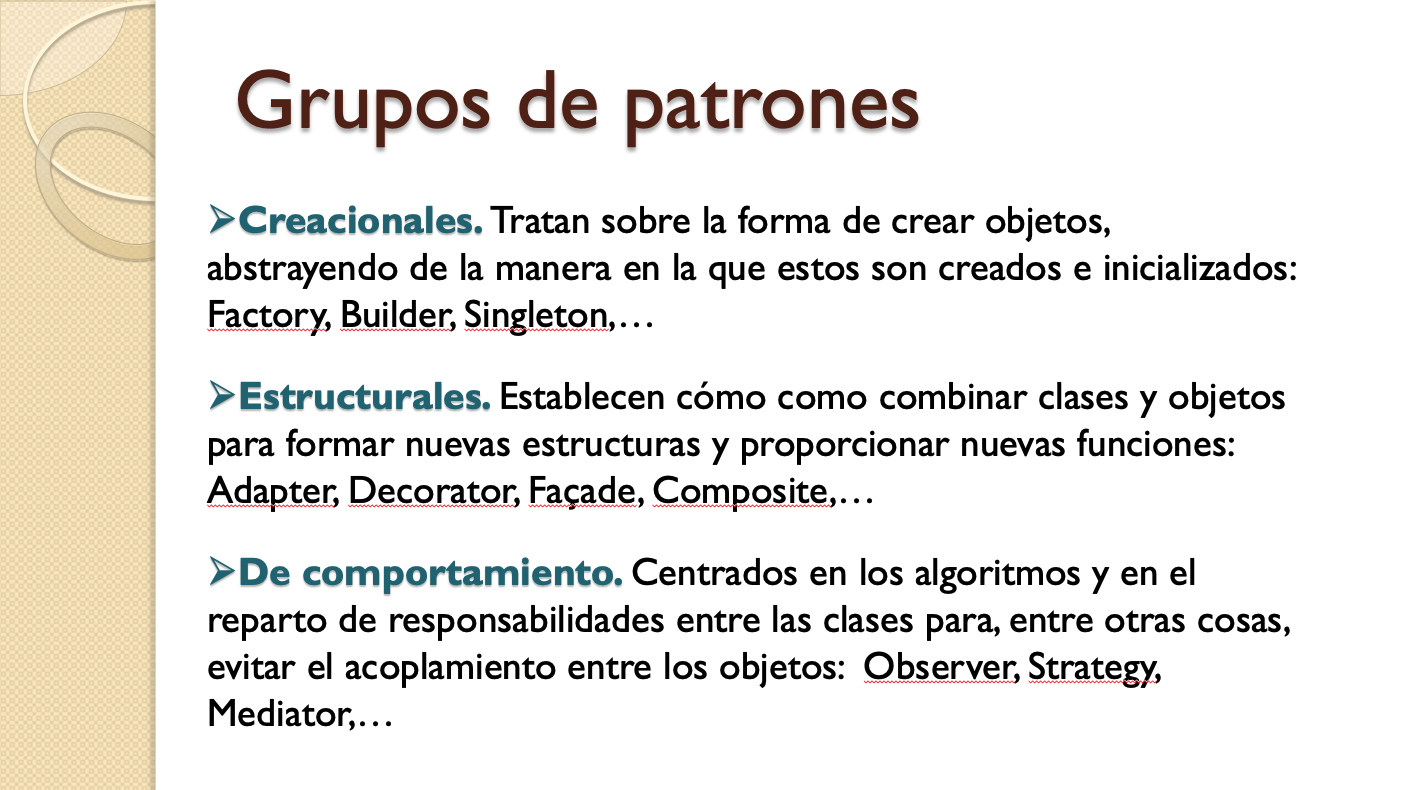 Grupos de patrones
➢Creacionales. Tratan sobre la forma de crear objetos,
abstrayendo de la manera en la que estos son creados e inicializados:
Factory, Builder, Singleton,…
➢Estructurales. Establecen cómo como combinar clases y objetos
para formar nuevas estructuras y proporcionar nuevas funciones:
Adapter, Decorator, Façade, Composite,…
➢De comportamiento. Centrados en los algoritmos y en el
reparto de responsabilidades entre las clases para, entre otras cosas,
evitar el acoplamiento entre los objetos:  Observer, Strategy,
Mediator,…